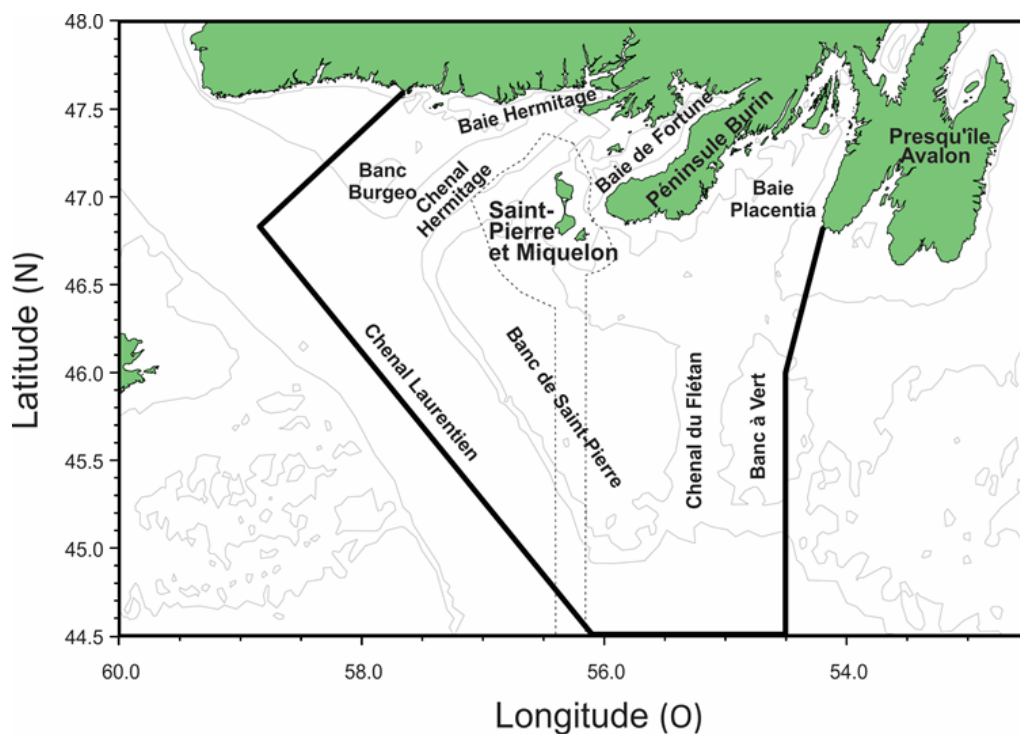 48.0
47.5
47.0
46.5
46.0
45.5
45.0
44.5
Latitude (N)
60.0
58.0
56.0
54.0
Longitude (O)
Baie Hermitage
Baie de Fortune
Péninsule Burin
Presqu'île
Avalon
Banc
Burgeo
Chenal
Hermitage
Saint-
Pierre
et Miquelon
Baie
Placentia
Chenal Laurentien
Banc de Saint-Pierre
Chenal du Flétan
Banc à Vert